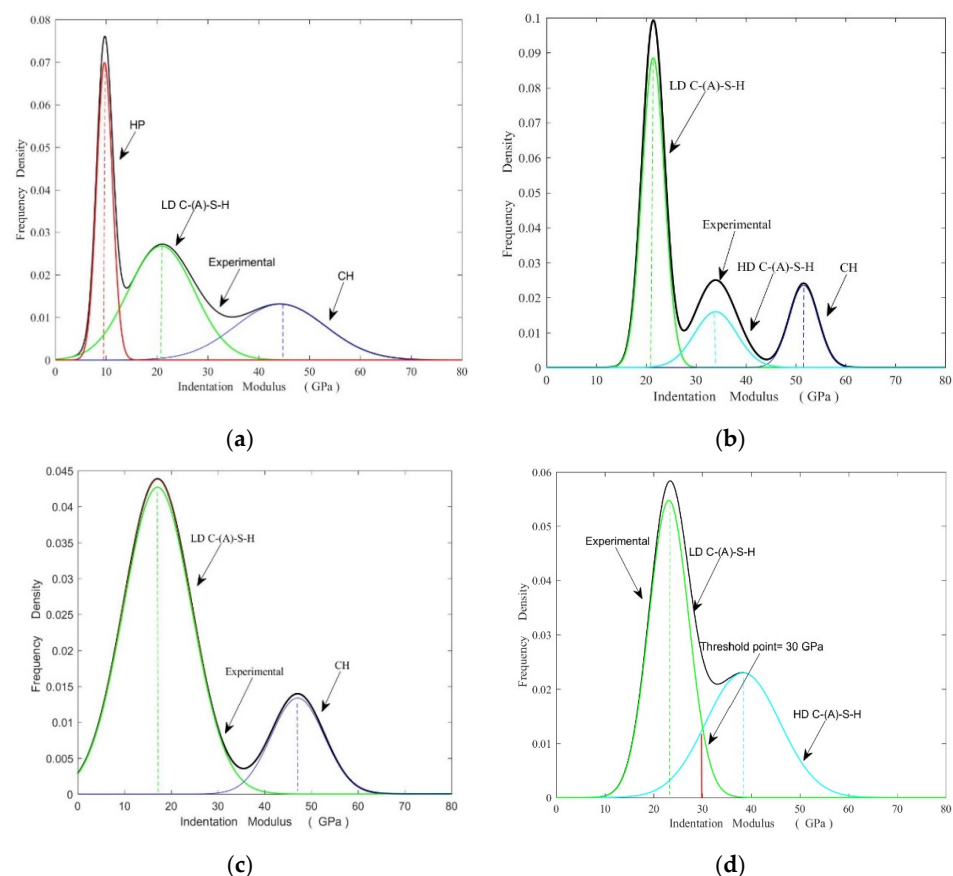 0.08
0.07
0.06
0.05
0.04
0.03
0.02
0.01
0
Frequency Density
HP
LD C-(A)-S-H
Experimental
CH
0 10 20 30 40 50 60 70 80
Indentation Modulus ( GPa)
(a)
0.1
0.09
0.08
0.07
0.06
0.05
0.04
0.03
0.02
0.01
0
Frequency Density
LD C-(A)-S-H
Experimental
HD C-(A)-S-H
CH
0 10 20 30 40 50 60 70 80
Indentation Modulus ( GPa)
(b)
0.045
0.04
0.035
0.03
0.025
0.02
0.015
0.01
0.005
0
Frequency Density
LD C-(A)-S-H
Experimental
CH
0 10 20 30 40 50 60 70 80
Indentation Modulus ( GPa)
(c)
0.06
0.05
0.04
0.03
0.02
0.01
0
Frequency Density
Experimental
LD C-(A)-S-H
Threshold point= 30 GPa
HD C-(A)-S-H
0 10 20 30 40 50 60 70 80
Indentation Modulus ( GPa)
(d)